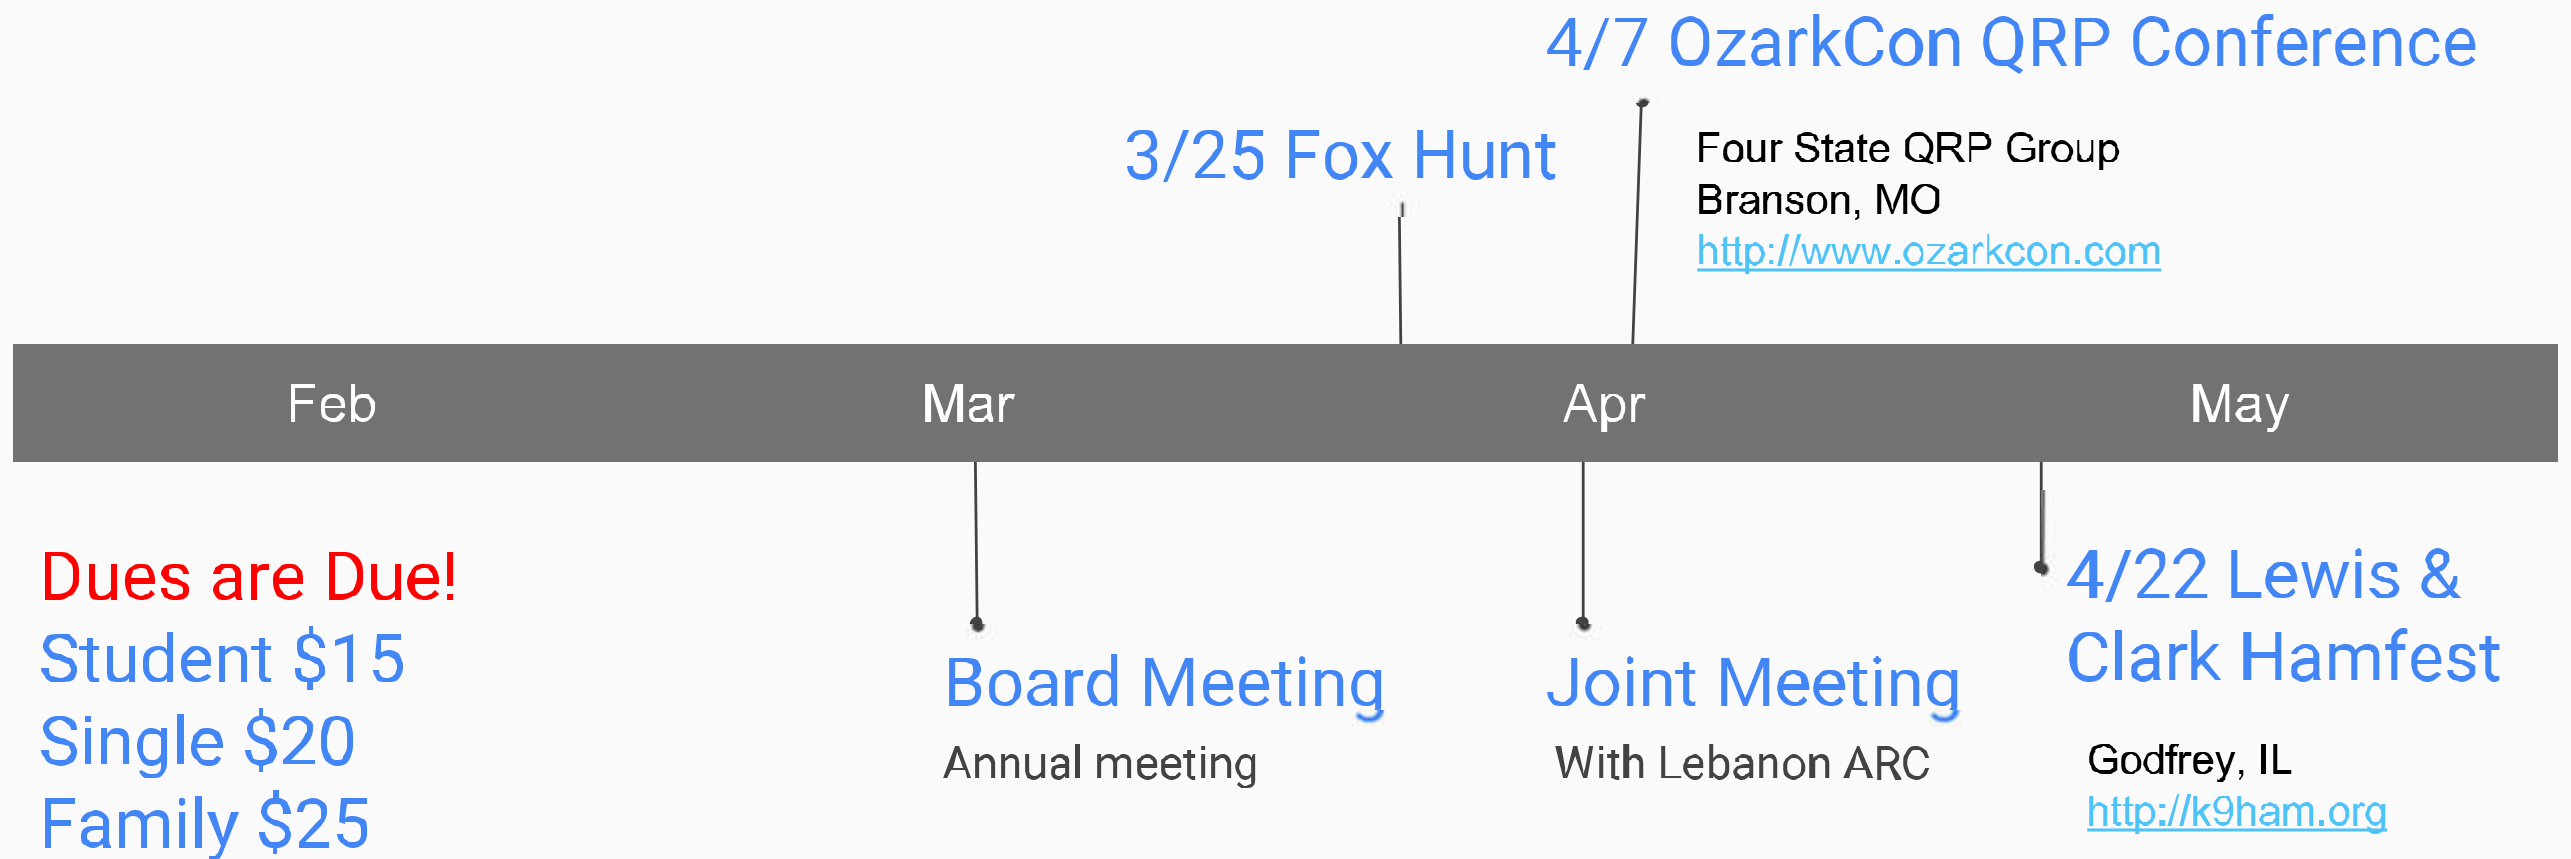 4/7 OzarkCon QRP Conference
3/25 Fox Hunt
Four State QRP Group
Branson, MO
http://www.ozarkcon.com
Feb
Mar
Apr
May
Dues are Due!
Student $15
Single $20
Family $25
Board Meeting
Annual meeting
Joint Meeting
With Lebanon ARC
4/22 Lewis &
Clark Hamfest
Godfrey, IL
http://k9ham.org